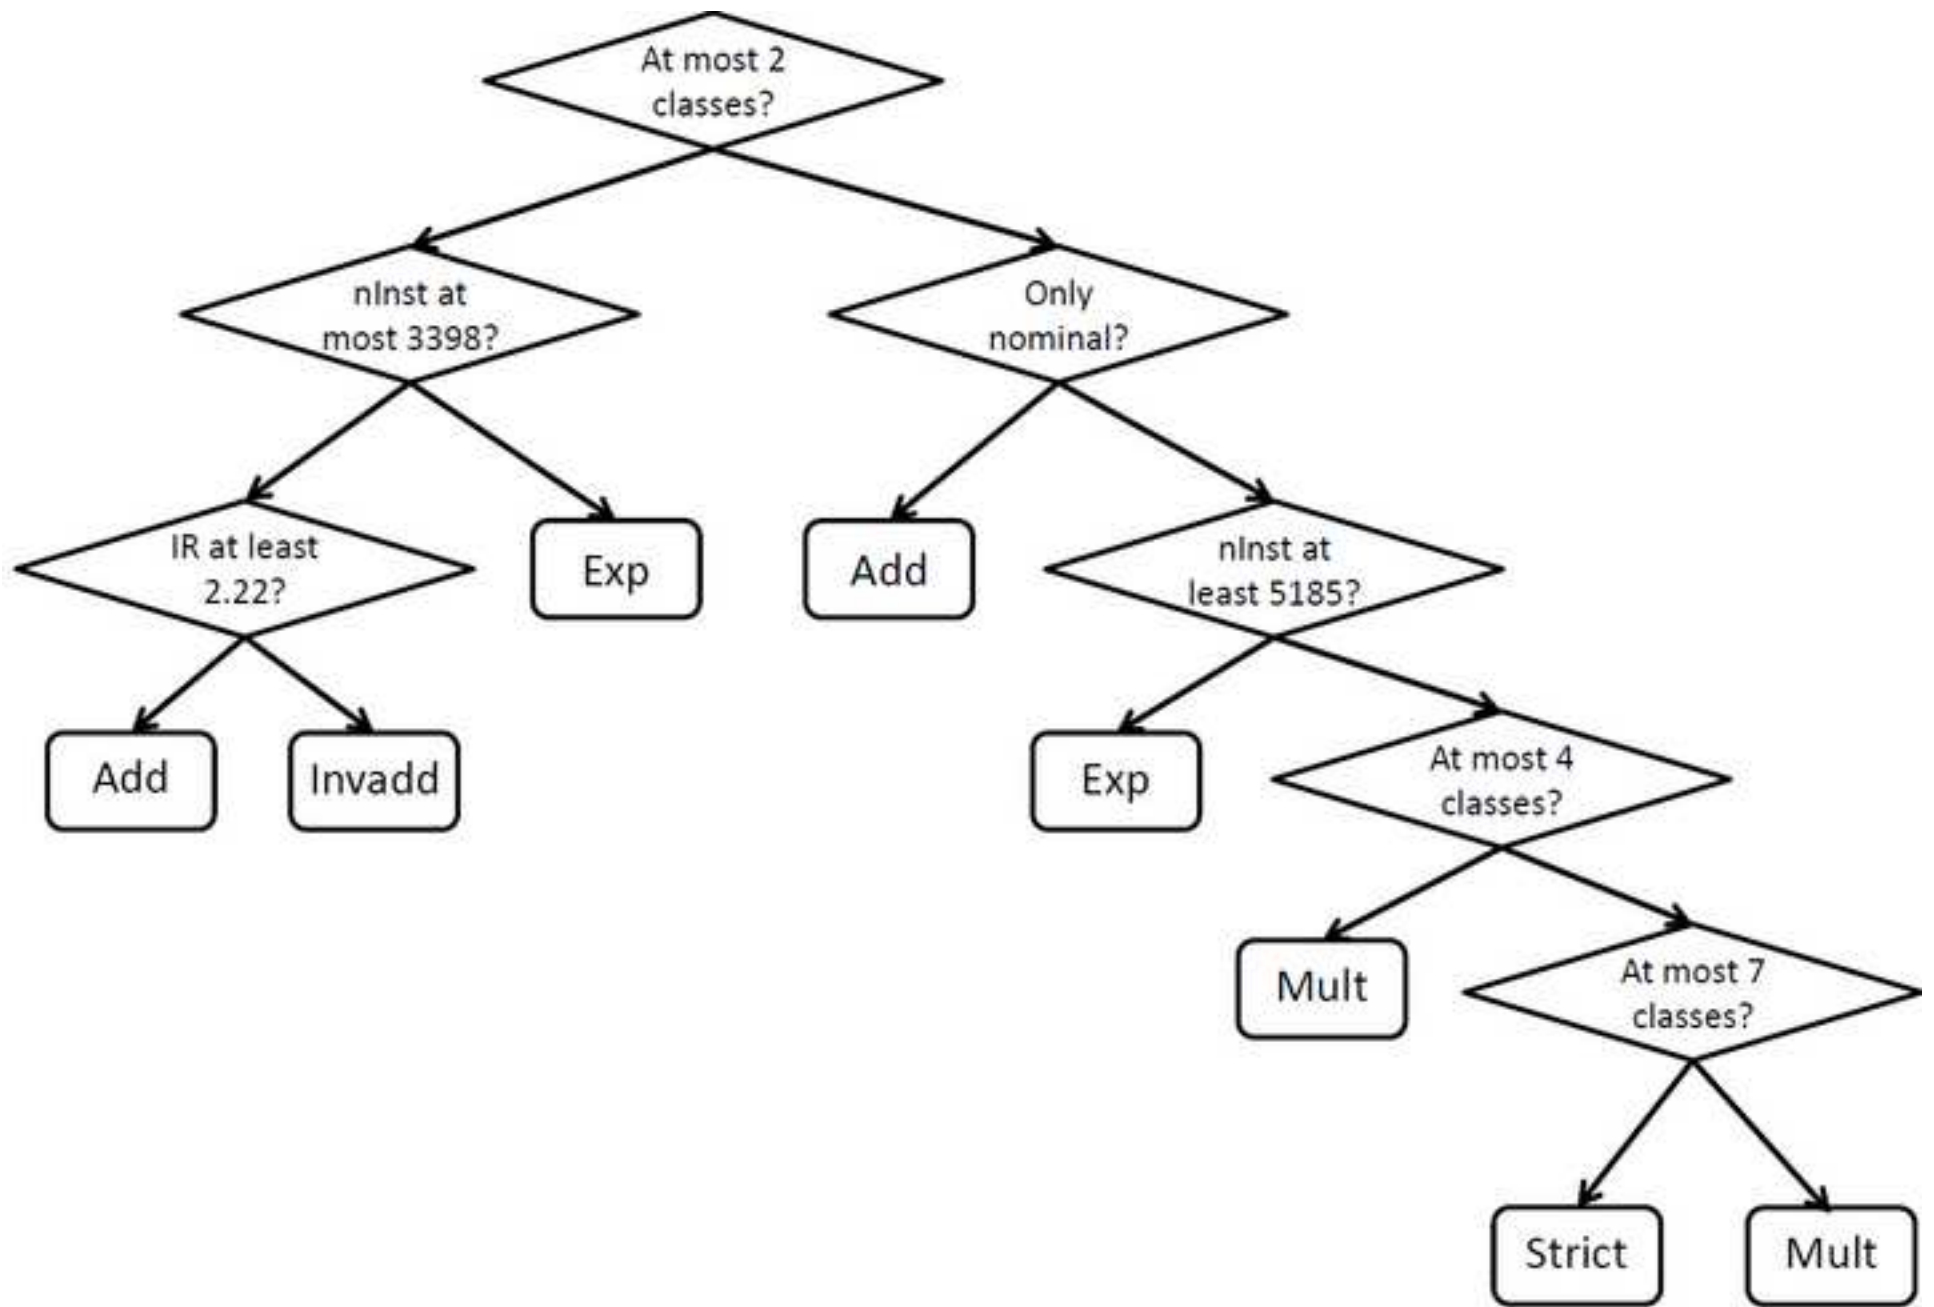 At most 2
classes?
nInst at
most 3398?
Only
nominal?
IR at least
2.22?
Exp
Add
nInst at
least 5185?
Add
Invadd
Exp
At most 4
classes?
Mult
At most 7
classes?
Strict
Mult